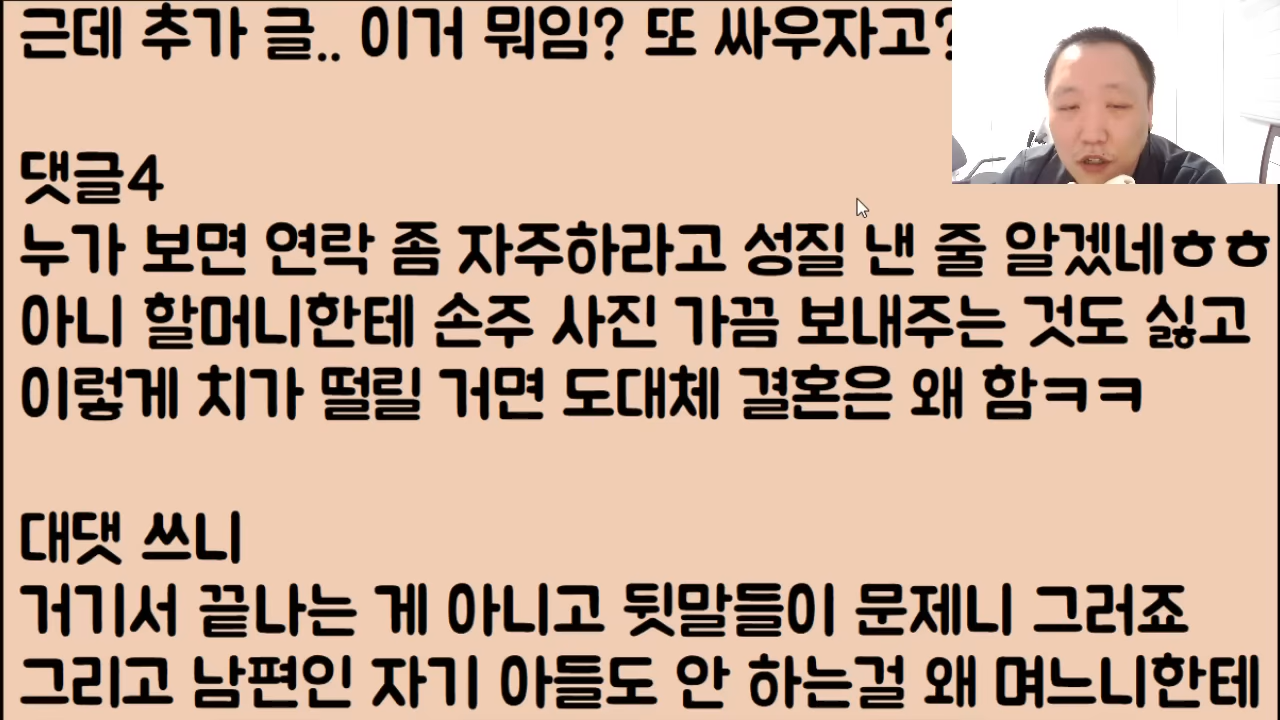 근데 추가 글.. 이거 뭐임? 또 싸우자고?
댓글4
누가 보면 연락 좀 자주하라고 성질 낸 줄 알겠네ㅎㅎ
아니 할머니한테 손주 사진 가끔 보내주는 것도 싫고
이렇게 치가 떨릴 거면 도대체 결혼은 왜 함ㅋㅋ
대댓 쓰니
거기서 끝나는 게 아니고 뒷말들이 문제니 그러죠
그리고 남편인 자기 아들도 안 하는걸 왜 며느니한테